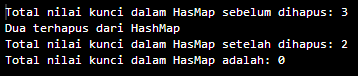 Total nilai kunci dalam HasMap sebelum dihapus: 3
Dua terhapus dari HashMap
Total nilai kunci dalam HasMap setelah dihapus: 2
Total nilai kunci dalam HasMap adalah: 0